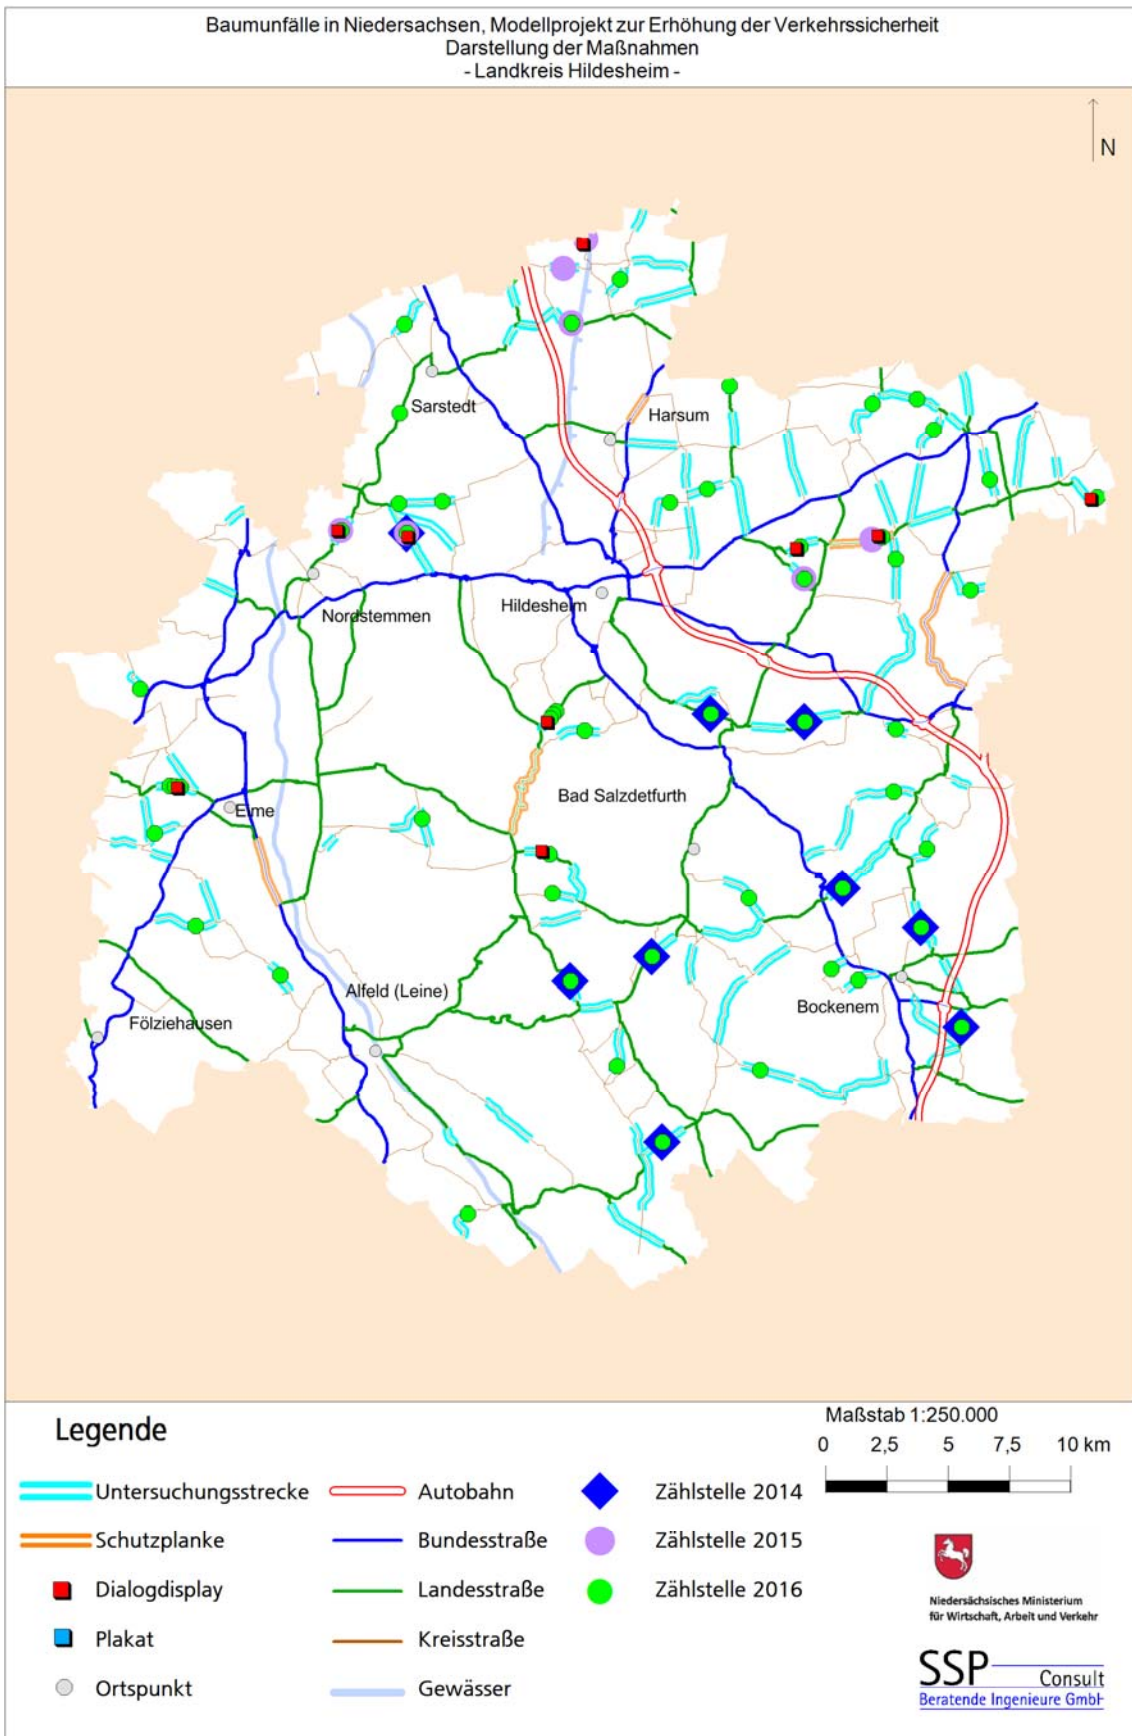 Baumunfälle in Niedersachsen, Modellprojekt zur Erhöhung der Verkehrssicherheit
Darstellung der Maßnahmen
- Landkreis Hildesheim -
N
Sarstedt
Harsum
Hildesheim
Nordstemmen
Bad Salzdetfurth
Eime
Alfeld (Leine)
Bockenem
Fölziehausen
Legende
Maßstab 1:250.000
0 2,5 5 7,5 10 km
Untersuchungsstrecke
Autobahn
Zählstelle 2014
Schutzplanke
Bundesstraße
Zählstelle 2015
Dialogdisplay
Landesstraße
Zählstelle 2016
Plakat
Kreisstraße
Ortspunkt
Gewässer
Niedersächsisches Ministerium
für Wirtschaft, Arbeit und Verkehr
SSP Consult
Beratende Ingenieure GmbH